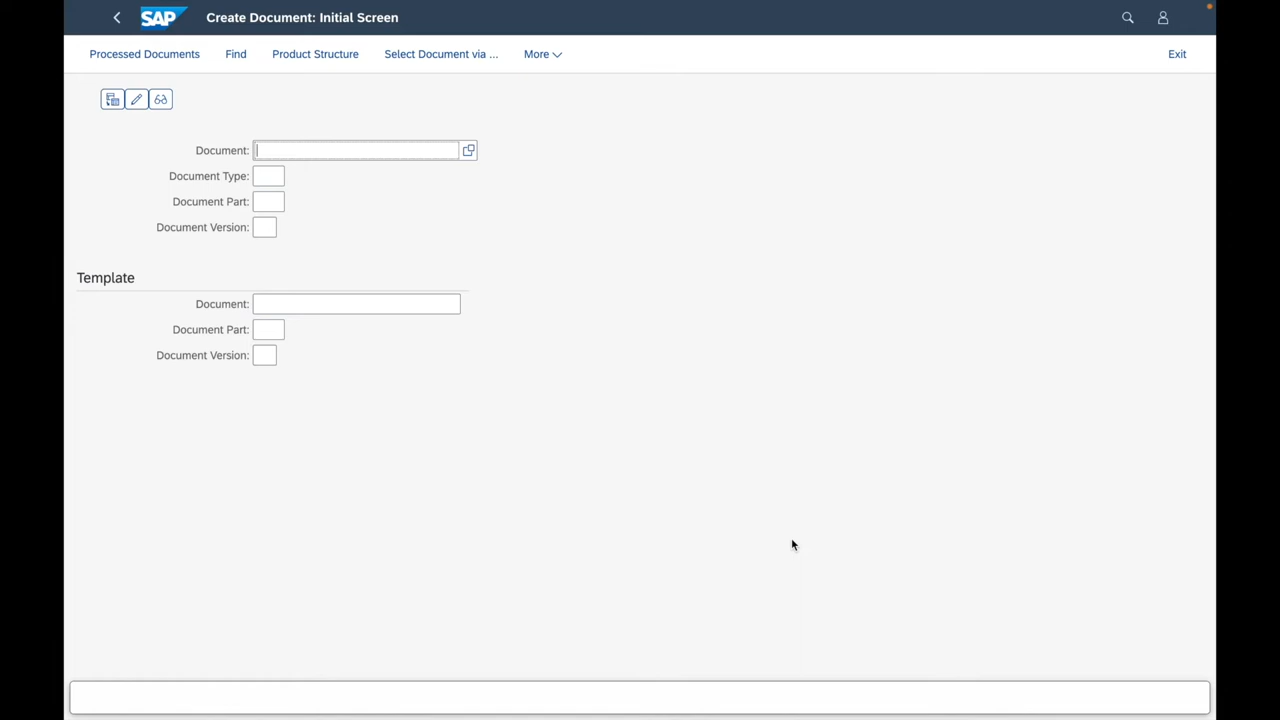 SAP Create Document: Initial Screen
Processed Documents Find Product Structure Select Document via ... More Exit
Document:
Document Type:
Document Part:
Document Version:
Template
Document:
Document Part:
Document Version: